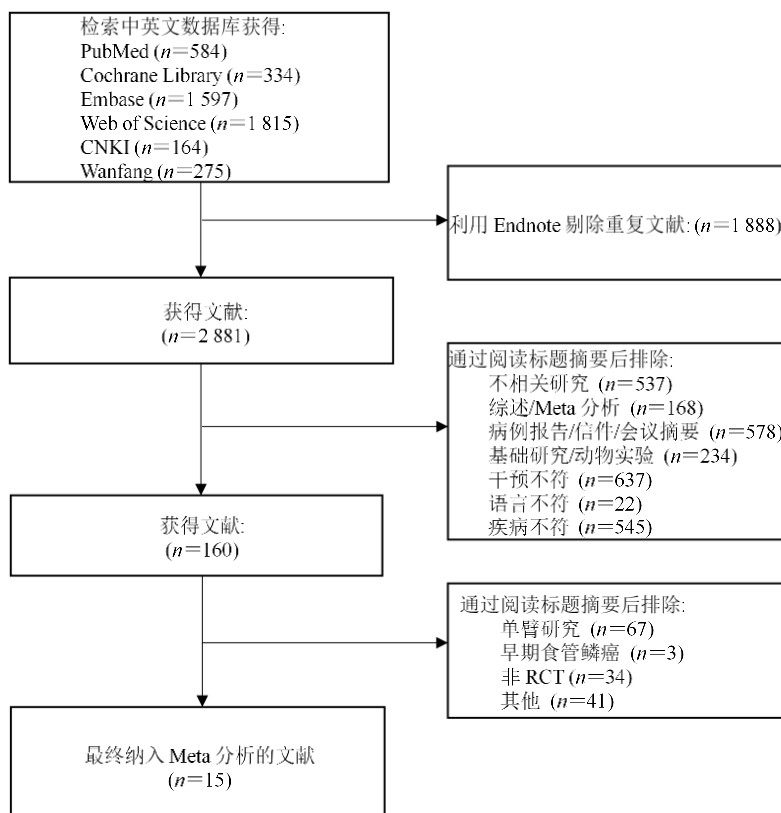 检索中英文数据库获得:
PubMed (n=584)
Cochrane Library (n=334)
Embase (n=1 597)
Web of Science (n=1 815)
CNKI (n=164)
Wanfang (n=275)
利用 Endnote 剔除重复文献: (n=1 888)
获得文献:
(n=2 881)
通过阅读标题摘要后排除:
不相关研究 (n=537)
综述/Meta 分析 (n=168)
病例报告/信件/会议摘要 (n=578)
基础研究/动物实验 (n=234)
干预不符 (n=637)
语言不符 (n=22)
疾病不符 (n=545)
获得文献:
(n=160)
通过阅读标题摘要后排除:
单臂研究 (n=67)
早期食管鳞癌 (n=3)
非 RCT (n=34)
其他 (n=41)
最终纳入 Meta 分析的文献
(n=15)